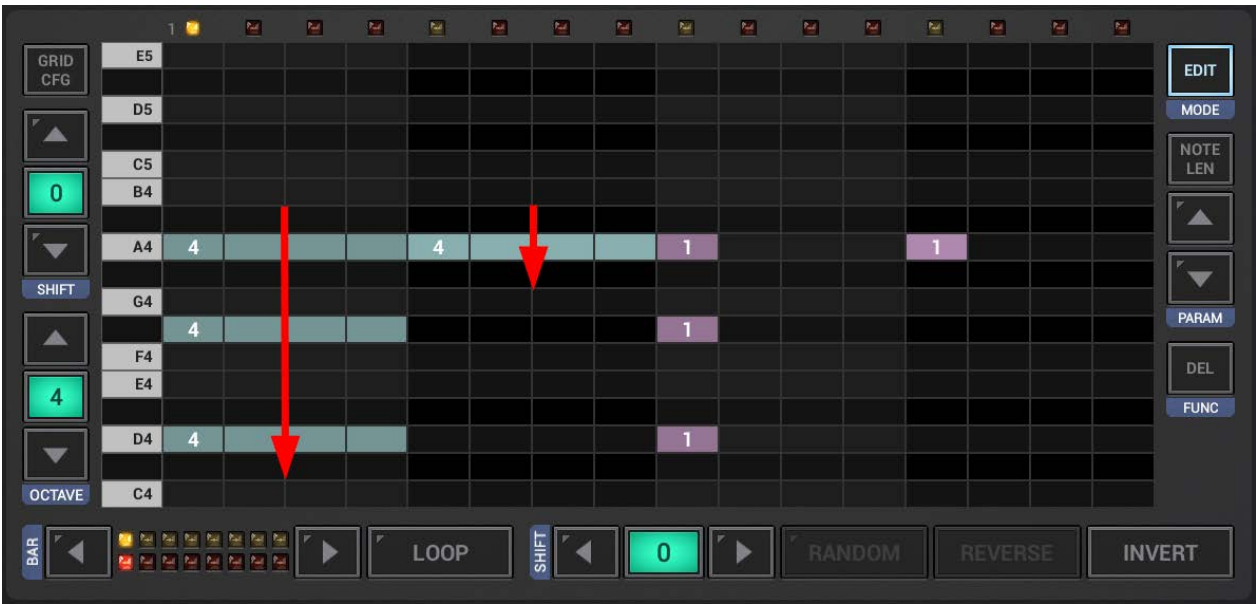 1
GRID
CFG
E5
EDIT
D5
MODE
NOTE
LEN
C5
0
B4
A4 4 4 1 1
SHIFT
G4
4 1
PARAM
F4
DEL
E4
4
FUNC
D4 4 1
OCTAVE
C4
BAR
LOOP
SHIFT
0
RANDOM
REVERSE
INVERT